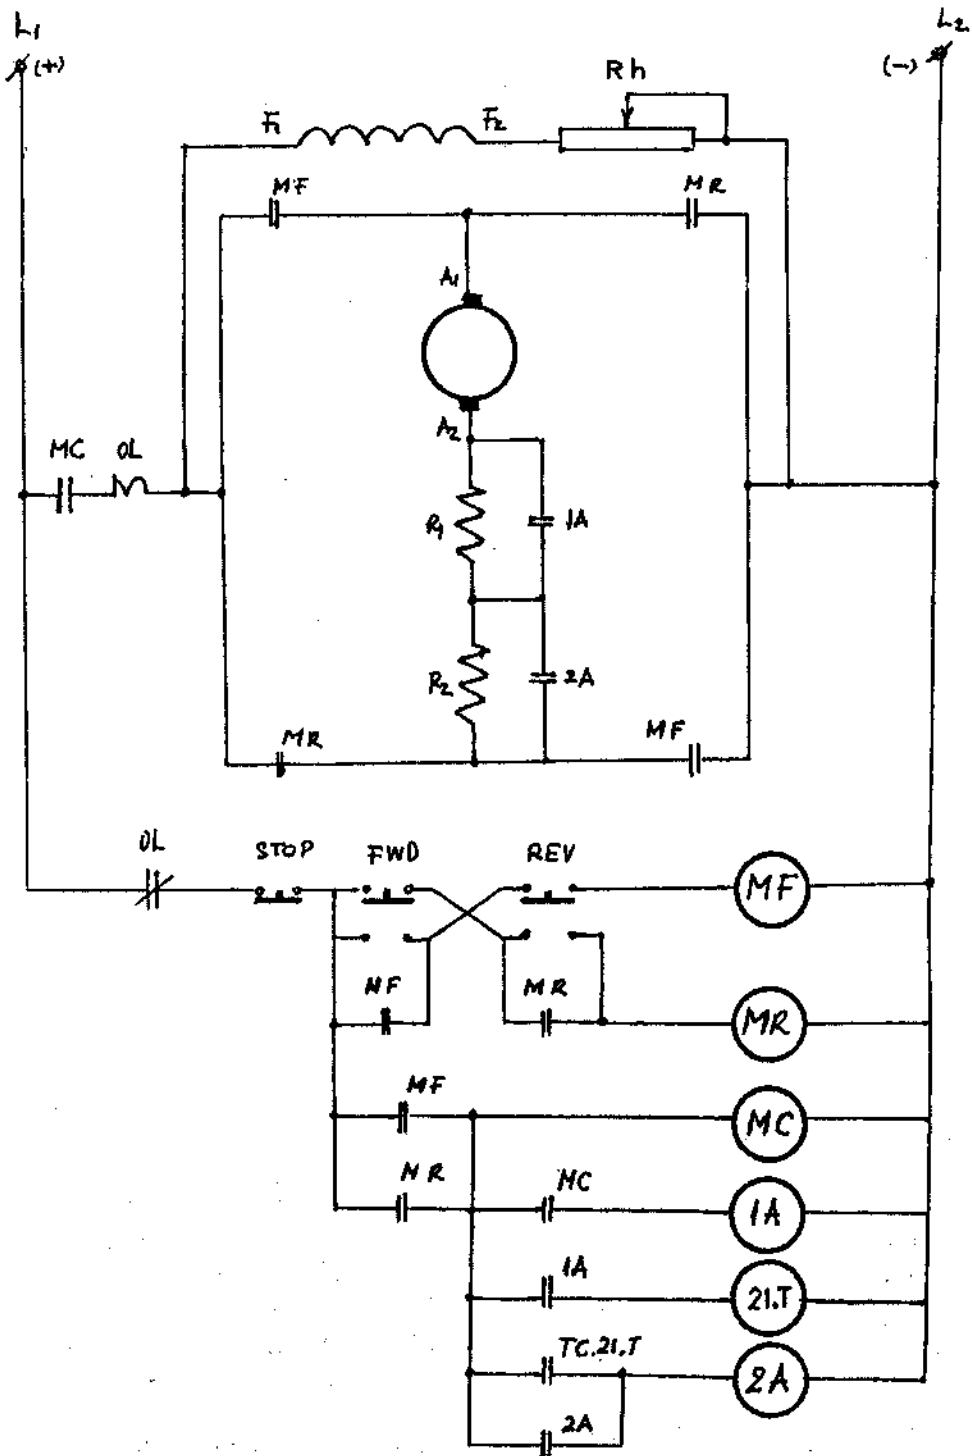 L1 L2
(+) (-)
Rh
F1 F2
MF MR
A1
A2
MC OL
R1 1A
R2 2A
MR MF
OL STOP FWD REV
MF
NF MR
MR
MF
MC
NR MC
1A
1A
21.T
TC.21.T
2A
2A